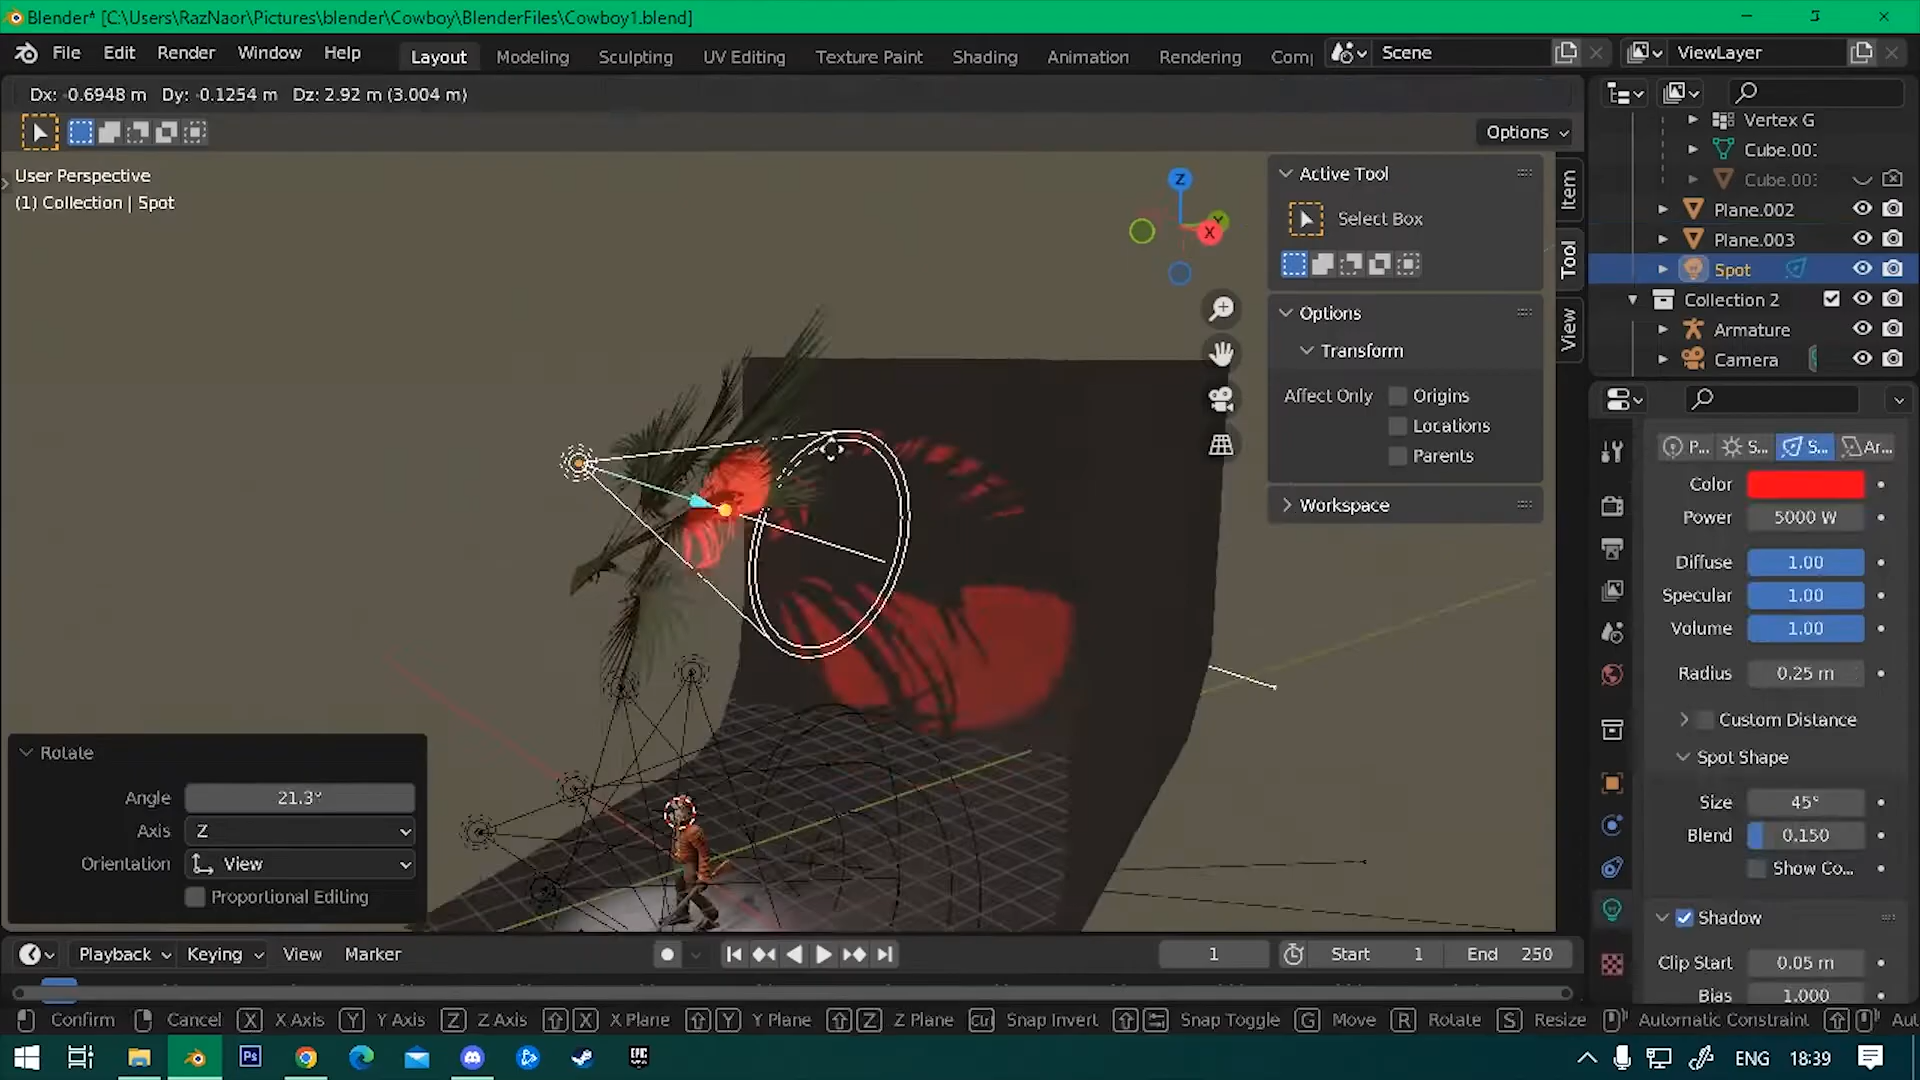 Blender* [C:\Users\RazNaor\Pictures\blender\Cowboy\BlenderFiles\Cowboy1.blend]
File Edit Render Window Help Layout Modeling Sculpting UV Editing Texture Paint Shading Animation Rendering Com Scene ViewLayer
Dx: -0.6948 m Dy: -0.1254 m Dz: 2.92 m (3.004 m)
Options
User Perspective
(1) Collection | Spot
Z
Y
X
Active Tool
Select Box
Options
Transform
Affect Only Origins
Locations
Parents
Workspace
Item
Tool
View
Vertex G
Cube.00
Cube.00
Plane.002
Plane.003
Spot
Collection 2
Armature
Camera
P... S... S... Ar...
Color
Power 5000 W
Diffuse 1.00
Specular 1.00
Volume 1.00
Radius 0.25 m
Custom Distance
Spot Shape
Size 45°
Blend 0.150
Show Co...
Shadow
Clip Start 0.05 m
Bias 1.000
Rotate
Angle 21.3°
Axis Z
Orientation View
Proportional Editing
Playback Keying View Marker 1 Start 1 End 250
Confirm Cancel X X Axis Y Y Axis Z Z Axis X X Plane Y Y Plane Z Z Plane Ctrl Snap Invert Snap Toggle G Move R Rotate S Resize Automatic Constraint Aut
Ps EPIC ENG 18:39